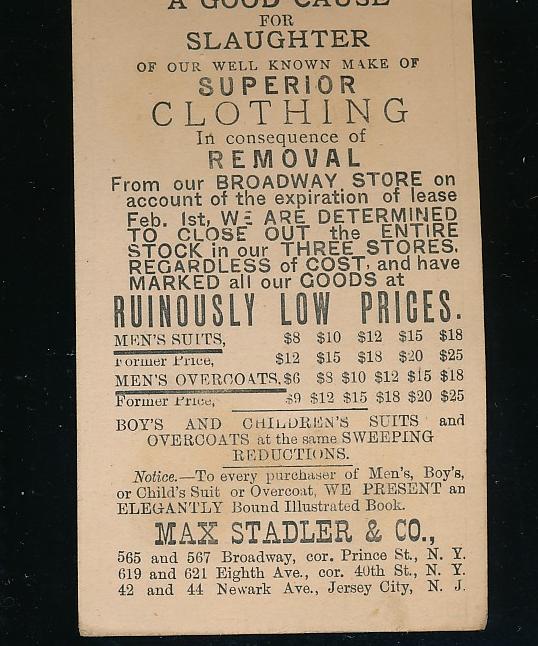 A GOOD CAUSE
FOR
SLAUGHTER
OF OUR WELL KNOWN MAKE OF
SUPERIOR
CLOTHING
In consequence of
REMOVAL
From our BROADWAY STORE on
account of the expiration of lease
Feb. 1st, WE ARE DETERMINED
TO CLOSE OUT the ENTIRE
STOCK in our THREE STORES.
REGARDLESS of COST, and have
MARKED all our GOODS at
RUINOUSLY LOW PRICES.
MEN'S SUITS, $8 $10 $12 $15 $18
Former Price, $12 $15 $18 $20 $25
MEN'S OVERCOATS, $6 $8 $10 $12 $15 $18
Former Price, $9 $12 $15 $18 $20 $25
BOY'S AND CHILDREN'S SUITS and
OVERCOATS at the same SWEEPING
REDUCTIONS.
Notice.—To every purchaser of Men's, Boy's,
or Child's Suit or Overcoat, WE PRESENT an
ELEGANTLY Bound Illustrated Book.
MAX STADLER & CO.,
565 and 567 Broadway, cor. Prince St., N. Y.
619 and 621 Eighth Ave., cor. 40th St., N. Y.
42 and 44 Newark Ave., Jersey City, N. J.